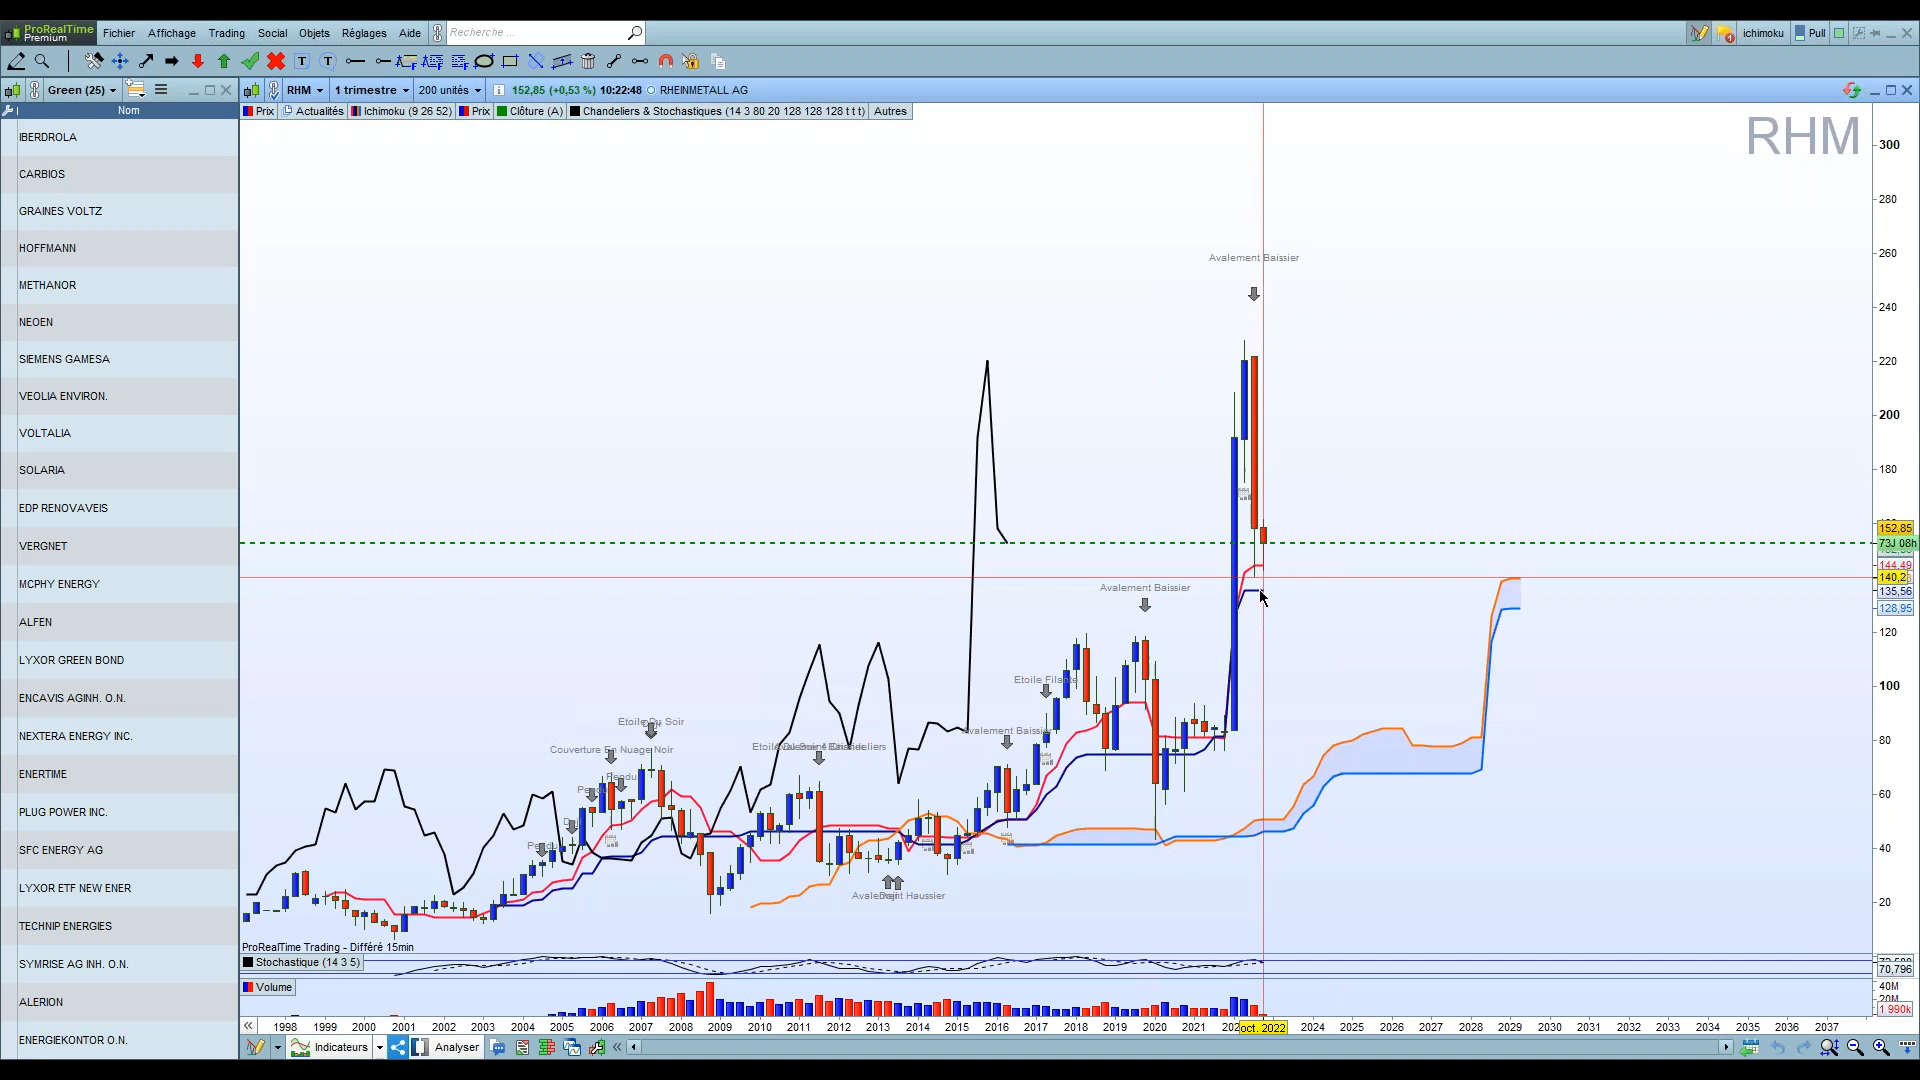 ProRealTime
Premium
Fichier Affichage Trading Social Objets Réglages Aide Recherche ... ichimoku Pull
Green (25) RHM 1 trimestre 200 unités 152,85 (+0,53 %) 10:22:48 RHEINMETALL AG
Nom
Prix Actualités Ichimoku (9 26 52) Prix Clôture (A) Chandeliers & Stochastiques (14 3 80 20 128 128 128 t t t) Autres
RHM
IBERDROLA
CARBIOS
GRAINES VOLTZ
HOFFMANN
METHANOR
NEOEN
SIEMENS GAMESA
VEOLIA ENVIRON.
VOLTALIA
SOLARIA
EDP RENOVAVEIS
VERGNET
MCPHY ENERGY
ALFEN
LYXOR GREEN BOND
ENCAVIS AGINH. O.N.
NEXTERA ENERGY INC.
ENERTIME
PLUG POWER INC.
SFC ENERGY AG
LYXOR ETF NEW ENER
TECHNIP ENERGIES
SYMRISE AG INH. O.N.
ALERION
ENERGIEKONTOR O.N.
Avalement Baissier
Avalement Baissier
Etoile Filante
Avalement Baissier
Etoile Du Soir
Couverture En Nuage Noir
Pendu
Pendu
300
280
260
240
220
200
180
152,85
73J 08h
144,49
140,2
135,56
128,95
120
100
80
60
40
20
ProRealTime Trading - Différé 15min
Stochastique (14 3 5)
70,796
Volume
40M
20M
1 990k
1998 1999 2000 2001 2002 2003 2004 2005 2006 2007 2008 2009 2010 2011 2012 2013 2014 2015 2016 2017 2018 2019 2020 2021 oct. 2022 2024 2025 2026 2027 2028 2029 2030 2031 2032 2033 2034 2035 2036 2037
Indicateurs Analyser